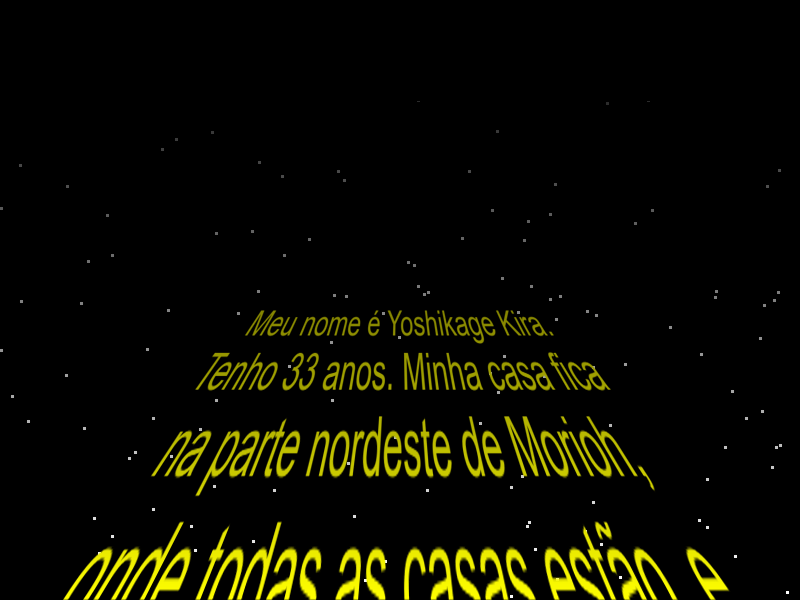 Meu nome é Yoshikage Kira.
Tenho 33 anos. Minha casa fica
na parte nordeste de Morioh,
onde todas as casas estão, e